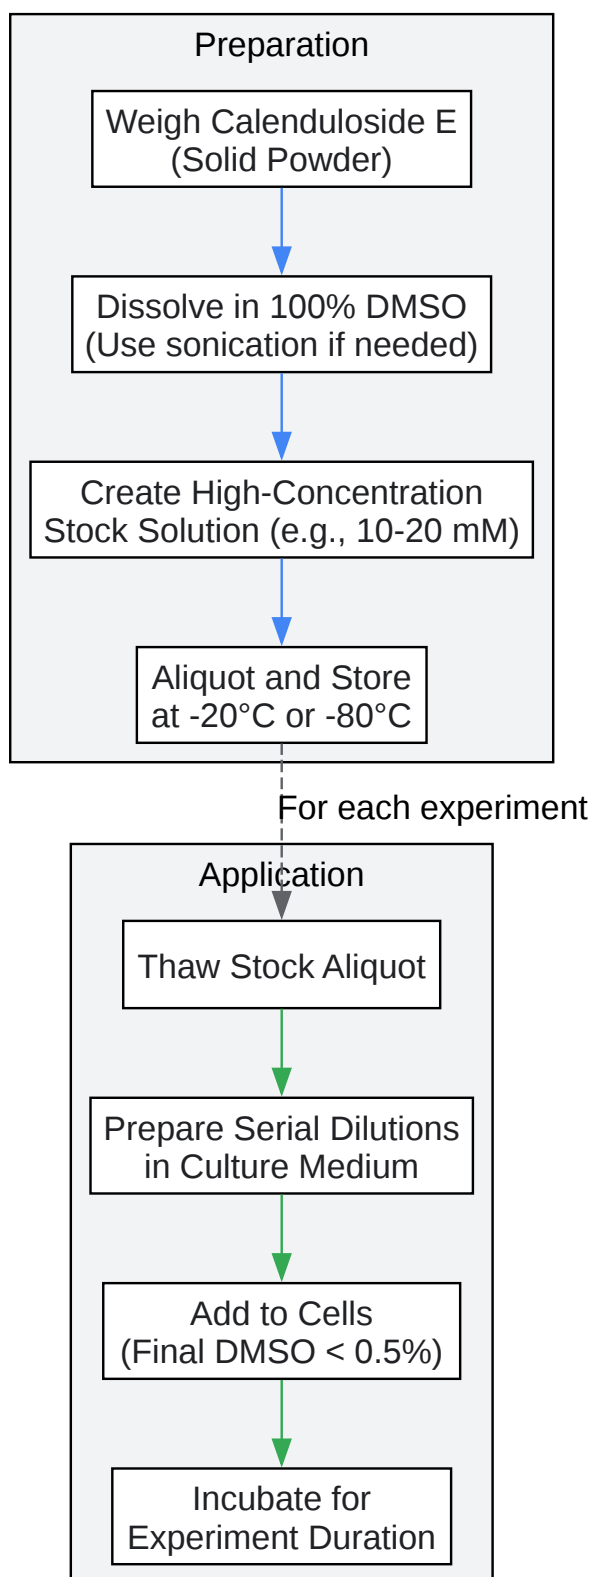 Preparation
Weigh Calenduloside E
(Solid Powder)
Dissolve in 100% DMSO
(Use sonication if needed)
Create High-Concentration
Stock Solution (e.g., 10-20 mM)
Aliquot and Store
at -20°C or -80°C
For each experiment
Application
Thaw Stock Aliquot
Prepare Serial Dilutions
in Culture Medium
Add to Cells
(Final DMSO < 0.5%)
Incubate for
Experiment Duration